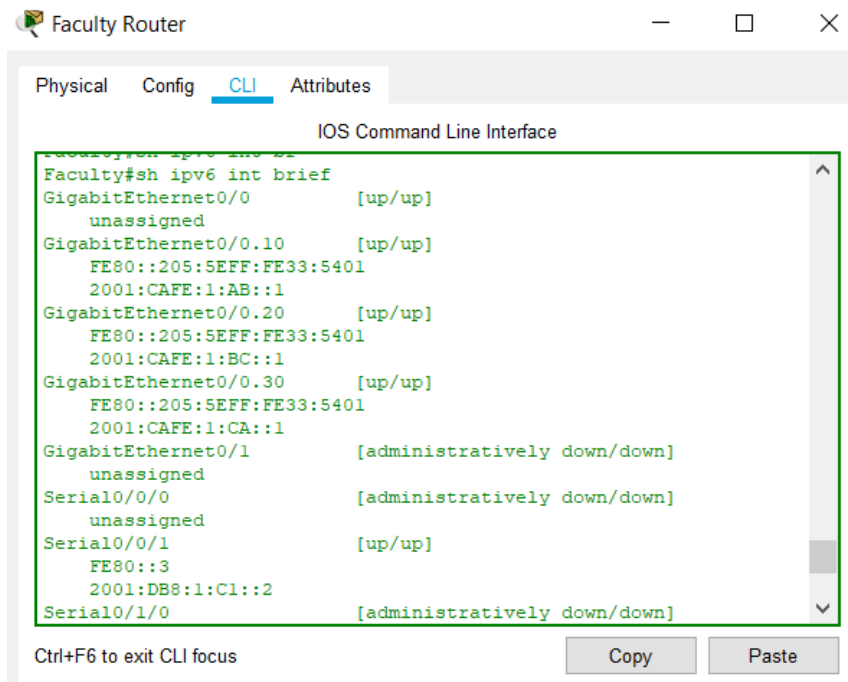 Faculty Router
Physical Config CLI Attributes
IOS Command Line Interface
Faculty#sh ipv6 int br
Faculty#sh ipv6 int brief
GigabitEthernet0/0 [up/up]
unassigned
GigabitEthernet0/0.10 [up/up]
FE80::205:5EFF:FE33:5401
2001:CAFE:1:AB::1
GigabitEthernet0/0.20 [up/up]
FE80::205:5EFF:FE33:5401
2001:CAFE:1:BC::1
GigabitEthernet0/0.30 [up/up]
FE80::205:5EFF:FE33:5401
2001:CAFE:1:CA::1
GigabitEthernet0/1 [administratively down/down]
unassigned
Serial0/0/0 [administratively down/down]
unassigned
Serial0/0/1 [up/up]
FE80::3
2001:DB8:1:C1::2
Serial0/1/0 [administratively down/down]
Ctrl+F6 to exit CLI focus
Copy Paste